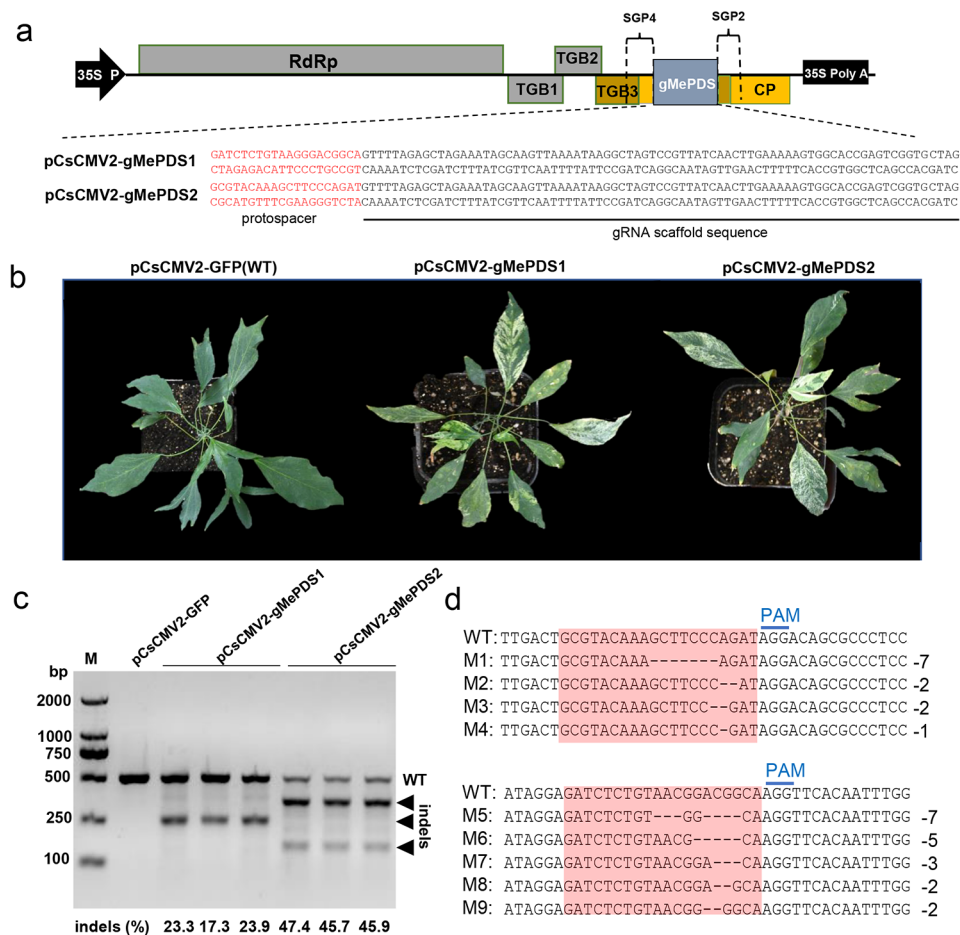 a
SGP4 SGP2
35S P RdRp TGB1 TGB2 TGB3 gMePDS CP 35S Poly A
pCsCMV2-gMePDS1 GATCTCTGTAAGGGACGGCAGTTTTAGAGCTAGAAATAGCAAGTTAAAATAAGGCTAGTCCGTTATCAACTTGAAAAAGTGGCACCGAGTCGGTGCTAG
CTAGAGACATTCCCTGCCGTCAAAATCTCGATCTTTATCGTTCAATTTTATTCCGATCAGGCAATAGTTGAACTTTTTCACCGTGGCTCAGCCACGATC
pCsCMV2-gMePDS2 GCGTACAAAGCTTCCCAGATGTTTTAGAGCTAGAAATAGCAAGTTAAAATAAGGCTAGTCCGTTATCAACTTGAAAAAGTGGCACCGAGTCGGTGCTAG
CGCATGTTTCGAAGGGTCTACAAAATCTCGATCTTTATCGTTCAATTTTATTCCGATCAGGCAATAGTTGAACTTTTTCACCGTGGCTCAGCCACGATC
protospacer gRNA scaffold sequence
b
pCsCMV2-GFP(WT) pCsCMV2-gMePDS1 pCsCMV2-gMePDS2
c
M pCsCMV2-GFP pCsCMV2-gMePDS1 pCsCMV2-gMePDS2
bp
2000
1000
750
500 WT
250 indels
100
indels (%) 23.3 17.3 23.9 47.4 45.7 45.9
d
PAM
WT: TTGACTGCGTACAAAGCTTCCCAGATAGGACAGCGCCCTCC
M1: TTGACTGCGTACAAA-------AGATAGGACAGCGCCCTCC -7
M2: TTGACTGCGTACAAAGCTTCCC--ATAGGACAGCGCCCTCC -2
M3: TTGACTGCGTACAAAGCTTCC--GATAGGACAGCGCCCTCC -2
M4: TTGACTGCGTACAAAGCTTCCC-GATAGGACAGCGCCCTCC -1
PAM
WT: ATAGGAGATCTCTGTAACGGACGGCAAGGTTCACAATTTGG
M5: ATAGGAGATCTCTGT---GG----CAAGGTTCACAATTTGG -7
M6: ATAGGAGATCTCTGTAACG-----CAAGGTTCACAATTTGG -5
M7: ATAGGAGATCTCTGTAACGGA---CAAGGTTCACAATTTGG -3
M8: ATAGGAGATCTCTGTAACGGA--GCAAGGTTCACAATTTGG -2
M9: ATAGGAGATCTCTGTAACGG--GGCAAGGTTCACAATTTGG -2